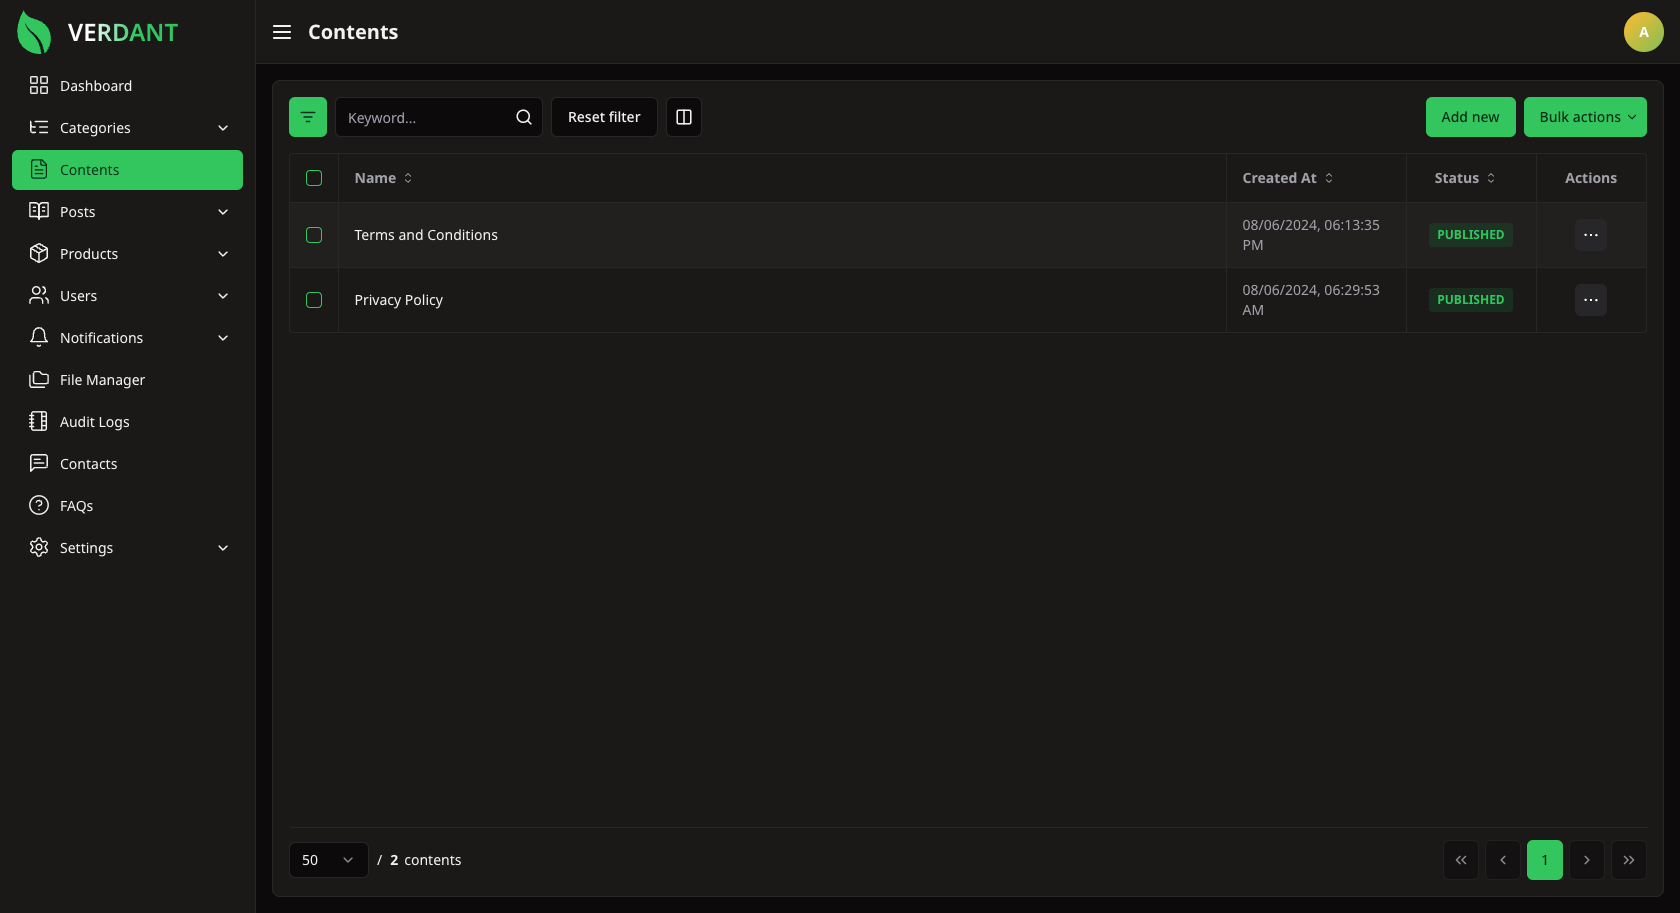 VERDANT
Contents
A
Dashboard
Categories
Contents
Posts
Products
Users
Notifications
File Manager
Audit Logs
Contacts
FAQs
Settings
Keyword...
Reset filter
Add new
Bulk actions
Name
Created At
Status
Actions
Terms and Conditions
08/06/2024, 06:13:35
PM
PUBLISHED
Privacy Policy
08/06/2024, 06:29:53
AM
PUBLISHED
50
/ 2 contents
1